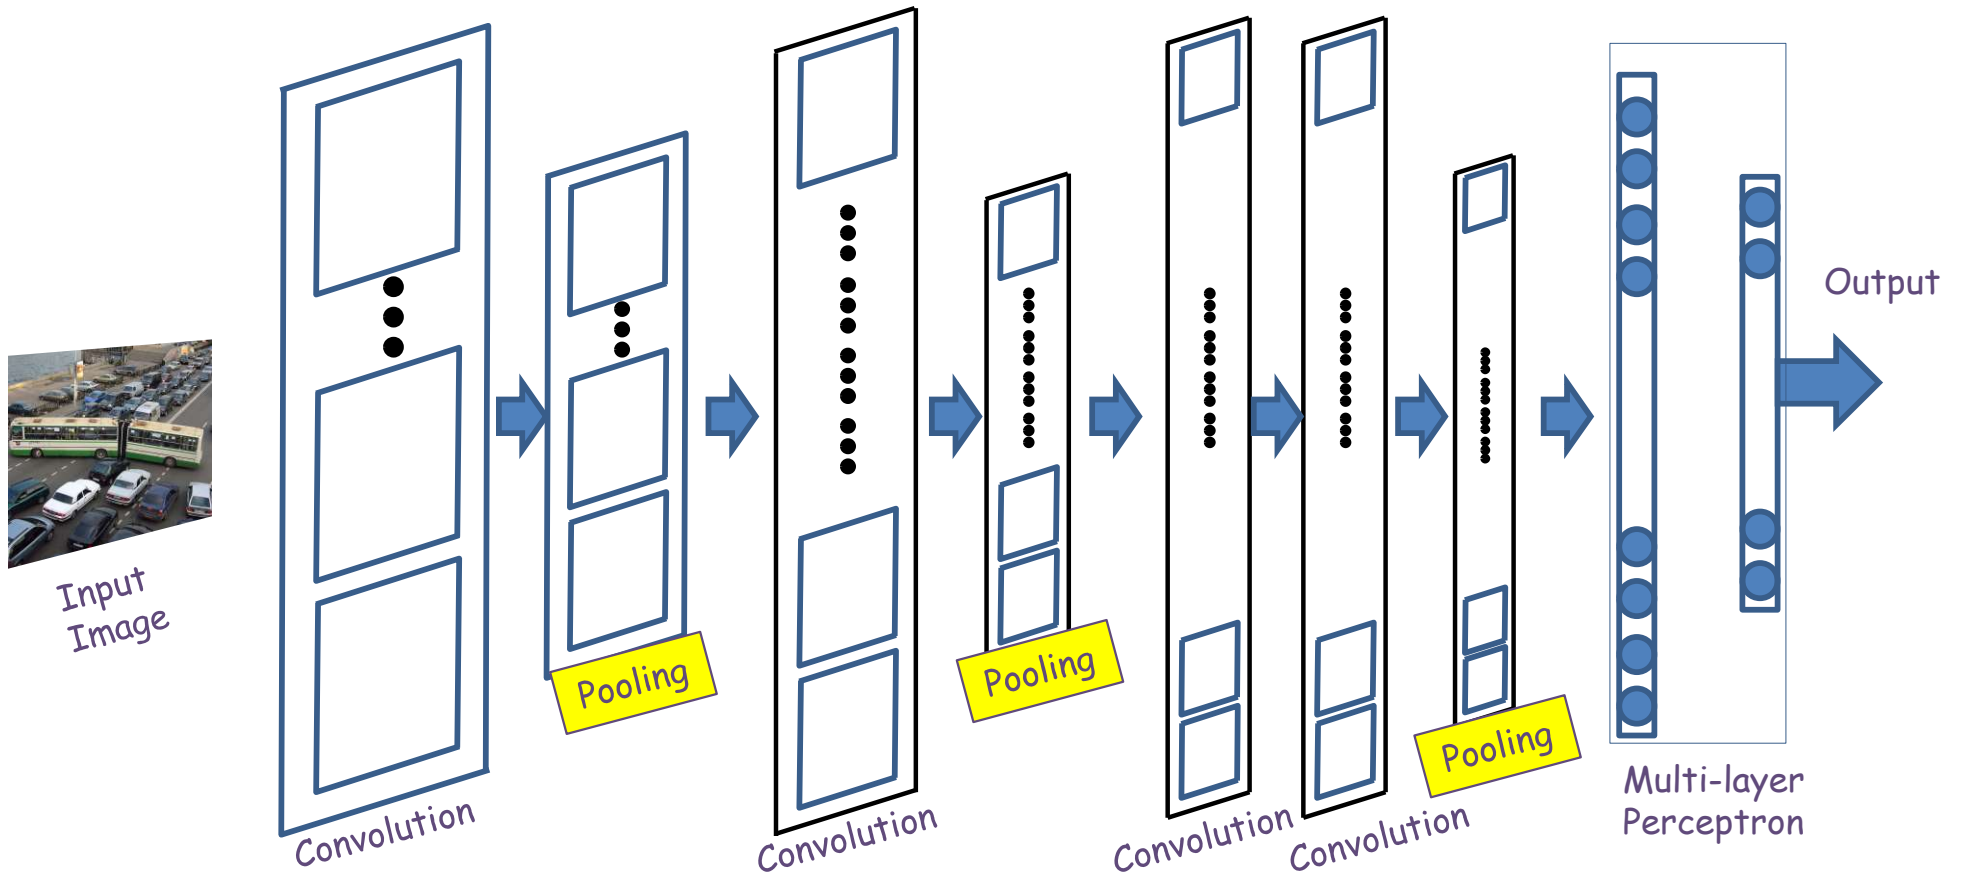 Input
Image
Convolution
Pooling
Convolution
Pooling
Convolution
Convolution
Pooling
Multi-layer
Perceptron
Output